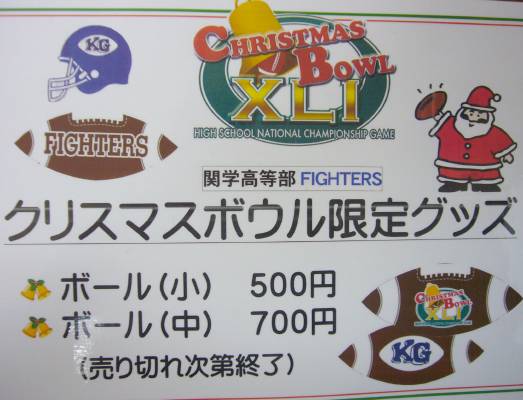 KG
CHRISTMAS
BOWL
XLI
HIGH SCHOOL NATIONAL CHAMPIONSHIP GAME
FIGHTERS
関学高等部 FIGHTERS
クリスマスボウル限定グッズ
ボール(小) 500円
ボール(中) 700円
(売り切れ次第終了)
CHRISTMAS
BOWL
XLI
KG